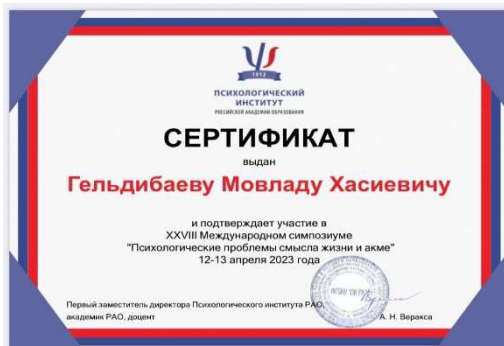 1912
ПСИХОЛОГИЧЕСКИЙ
ИНСТИТУТ
РОССИЙСКОЙ АКАДЕМИИ ОБРАЗОВАНИЯ
СЕРТИФИКАТ
выдан
Гельдибаеву Мовладу Хасиевичу
и подтверждает участие в
XXVIII Международном симпозиуме
"Психологические проблемы смысла жизни и акме"
12-13 апреля 2023 года
Первый заместитель директора Психологического института РАО,
академик РАО, доцент
А. Н. Веракса